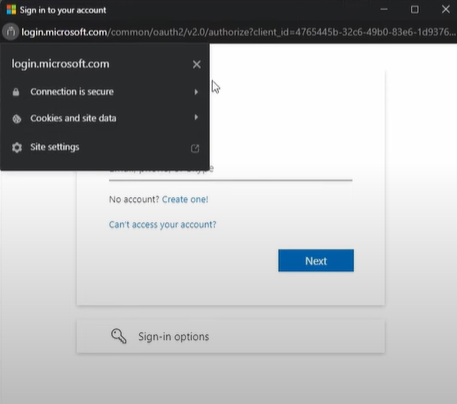 Sign in to your account
login.microsoft.com/common/oauth2/v2.0/authorize?client_id=4765445b-32c6-49b0-83e6-1d9376...
login.microsoft.com
Connection is secure
Cookies and site data
Site settings
No account? Create one!
Can't access your account?
Next
Sign-in options